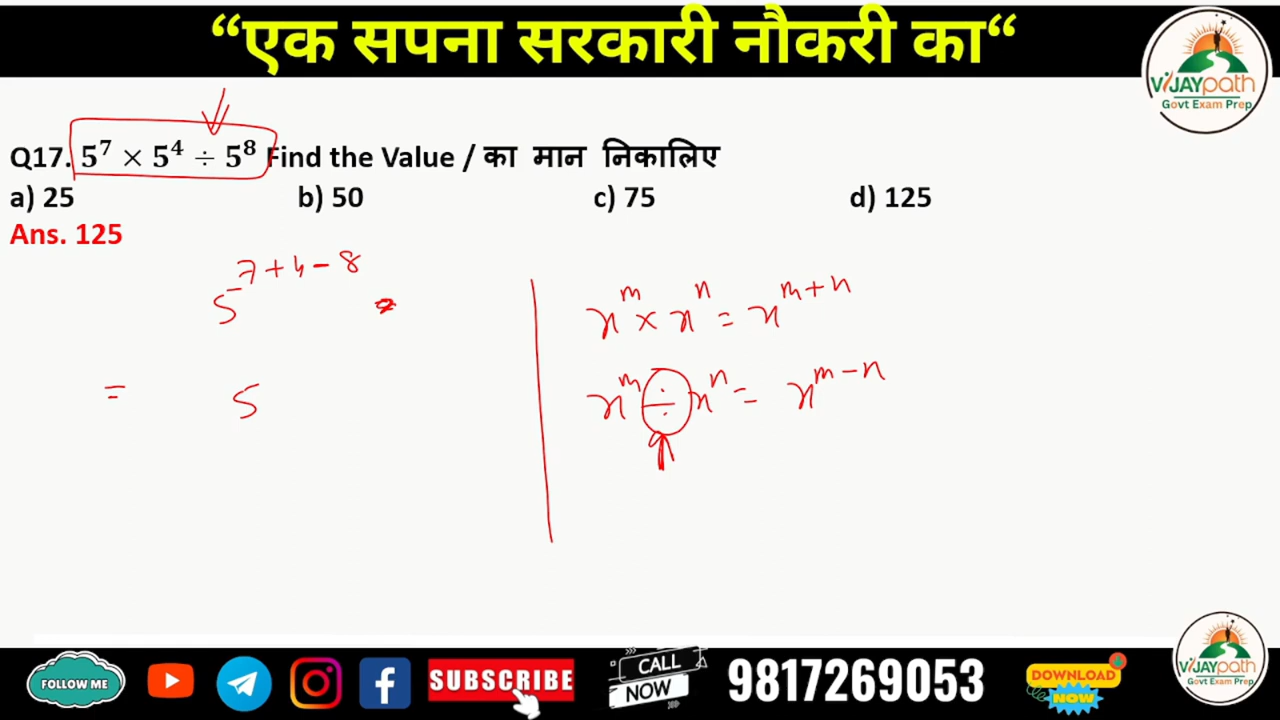 “एक सपना सरकारी नौकरी का“
ViJAYpath
Govt Exam Prep
Q17. 5⁷ × 5⁴ ÷ 5⁸ Find the Value / का मान निकालिए
a) 25 b) 50 c) 75 d) 125
Ans. 125
5⁷⁺⁴⁻⁸
= 5
xᵐ × xⁿ = xᵐ⁺ⁿ
xᵐ ÷ xⁿ = xᵐ⁻ⁿ
ViJAYpath
Govt Exam Prep
FOLLOW ME
SUBSCRIBE
CALL
NOW
9817269053
DOWNLOAD
NOW